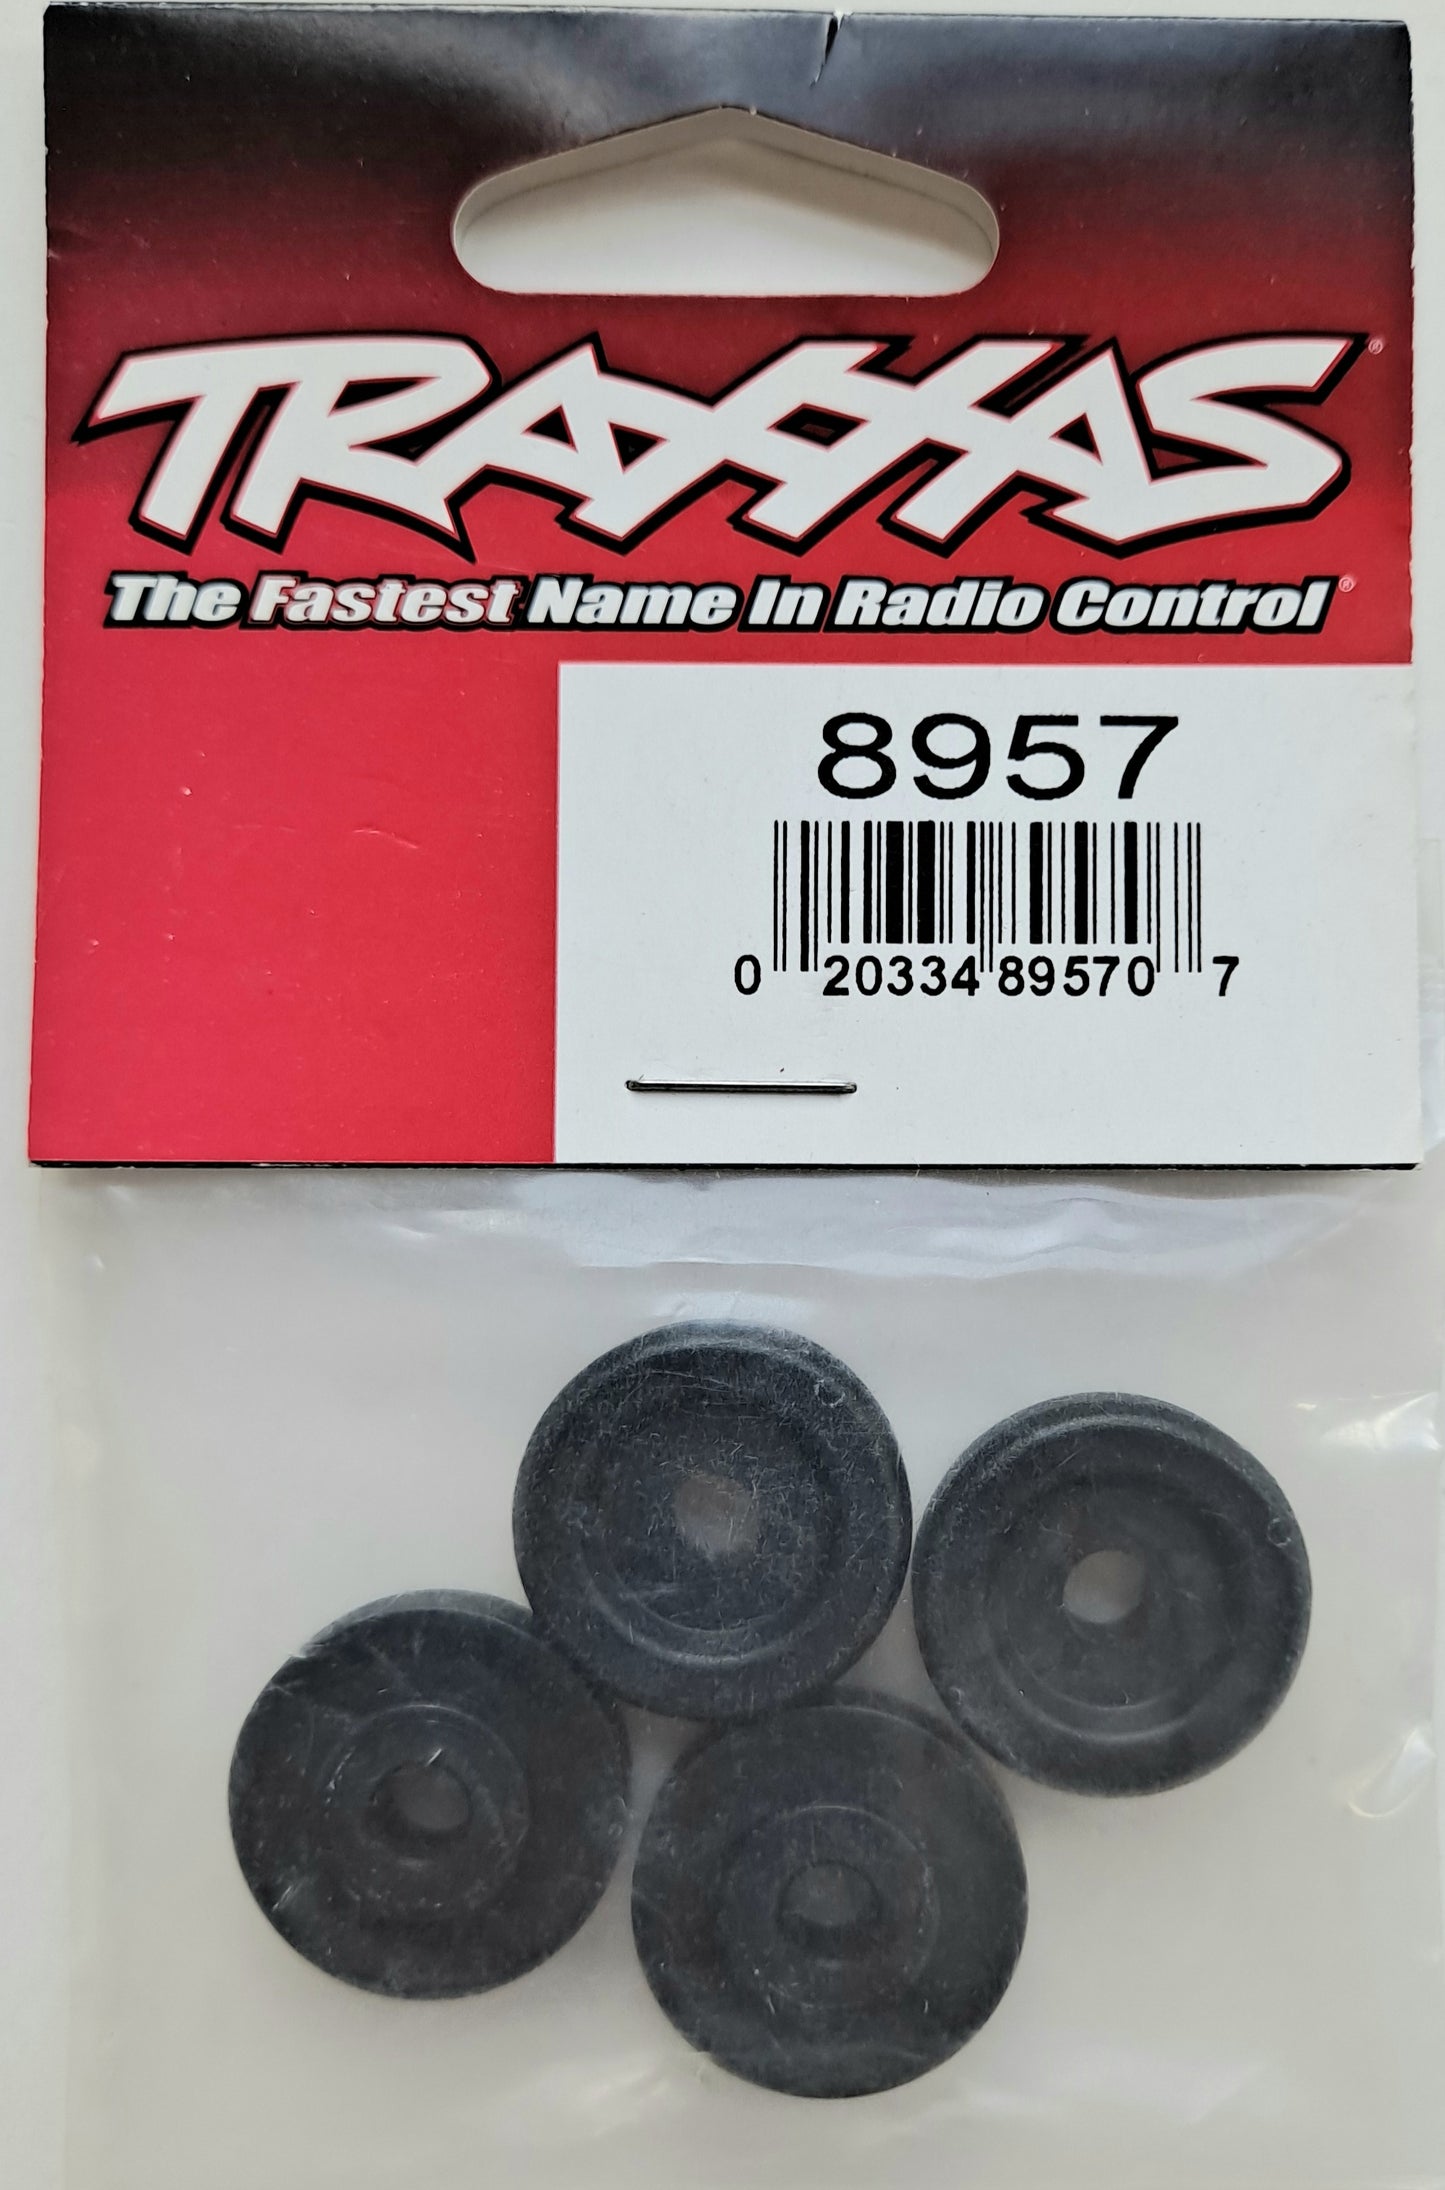 TRAXXAS®
The Fastest Name In Radio Control®
8957
0 20334 89570 7